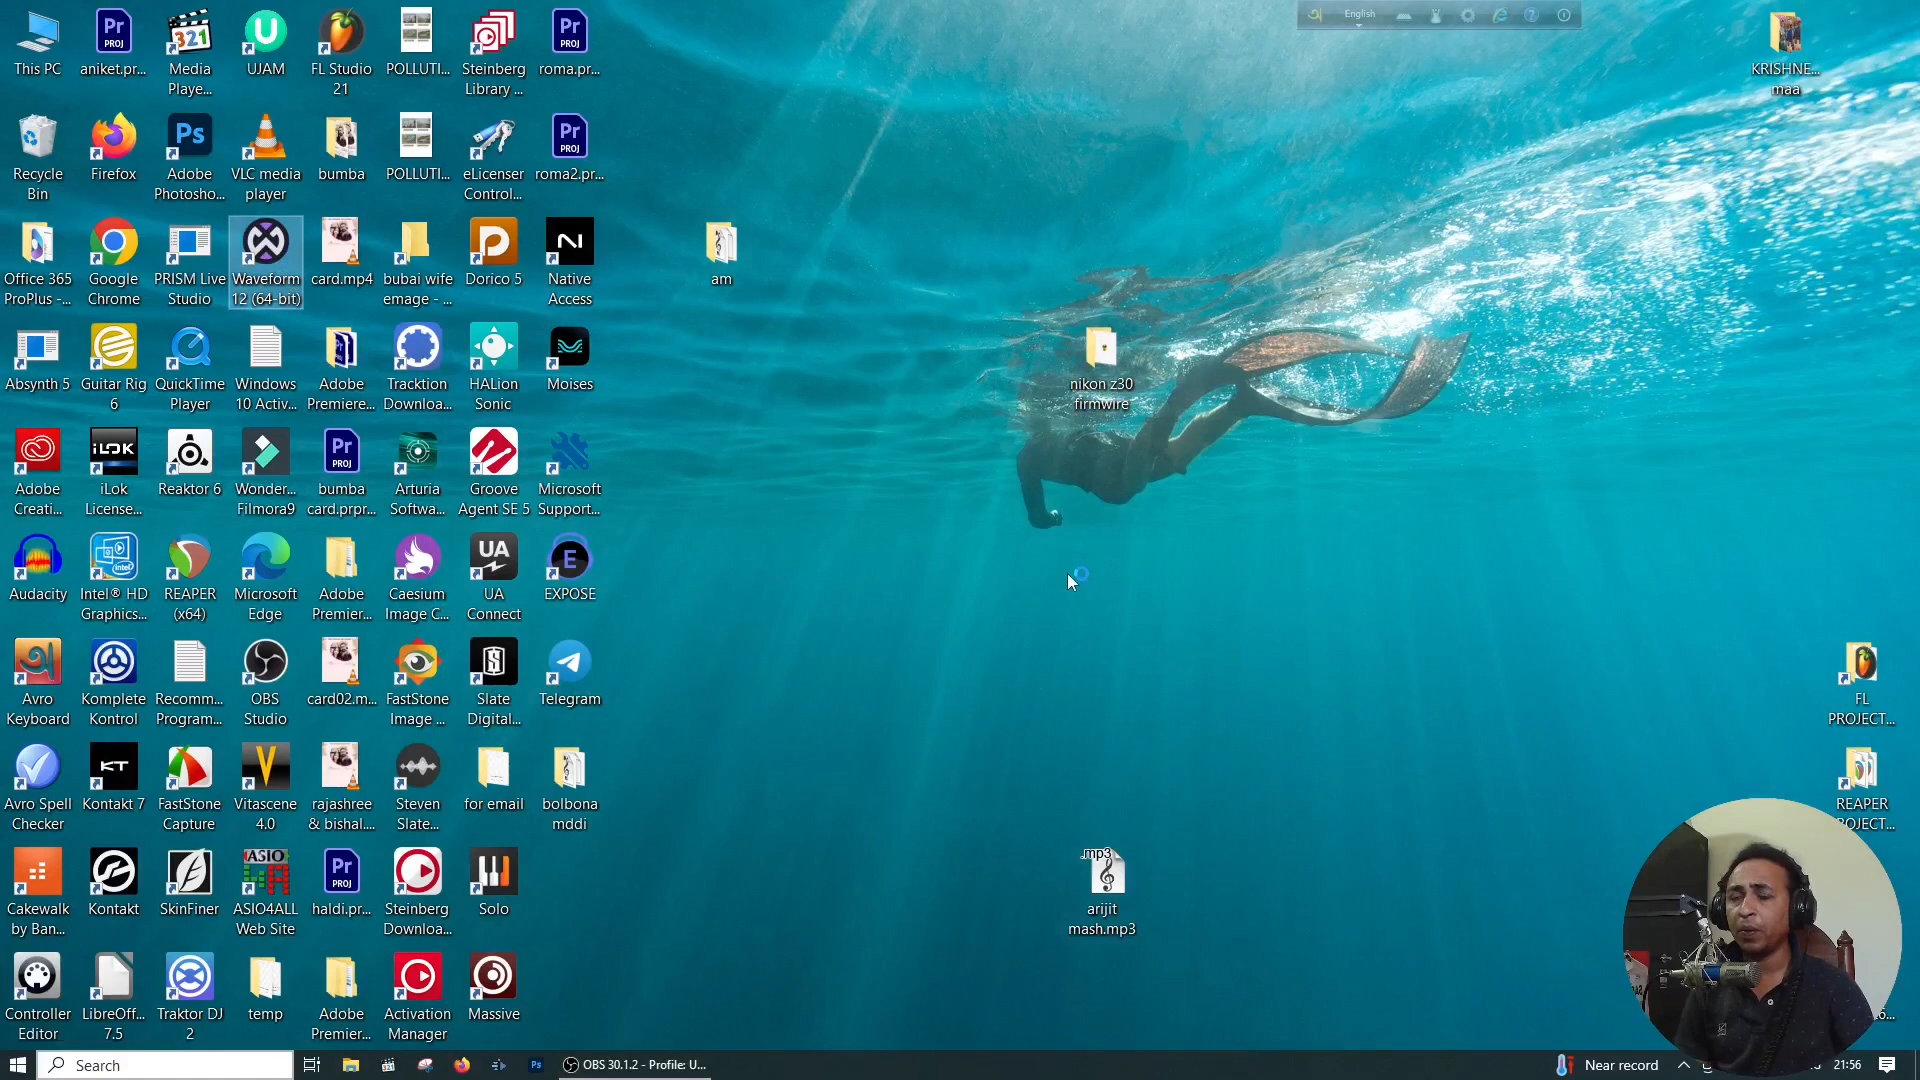 English
This PC
aniket.pr...
Media
Playe...
UJAM
FL Studio
21
POLLUTI...
Steinberg
Library ...
roma.pr...
KRISHNE...
maa
Recycle
Bin
Firefox
Adobe
Photosho...
VLC media
player
bumba
POLLUTI...
eLicenser
Control...
roma2.pr...
Office 365
ProPlus -...
Google
Chrome
PRISM Live
Studio
Waveform
12 (64-bit)
card.mp4
bubai wife
emage - ...
Dorico 5
Native
Access
am
Absynth 5
Guitar Rig
6
QuickTime
Player
Windows
10 Activ...
Adobe
Premiere...
Tracktion
Downloa...
HALion
Sonic
Moises
nikon z30
firmwire
Adobe
Creati...
iLok
License...
Reaktor 6
Wonder...
Filmora9
bumba
card.prpr...
Arturia
Softwa...
Groove
Agent SE 5
Microsoft
Support...
Audacity
Intel® HD
Graphics...
REAPER
(x64)
Microsoft
Edge
Adobe
Premier...
Caesium
Image C...
UA
Connect
EXPOSE
Avro
Keyboard
Komplete
Kontrol
Recomm...
Program...
OBS
Studio
card02.m...
FastStone
Image ...
Slate
Digital...
Telegram
FL
PROJECT...
Avro Spell
Checker
Kontakt 7
FastStone
Capture
Vitascene
4.0
rajashree
& bishal....
Steven
Slate...
for email
bolbona
mddi
REAPER
Cakewalk
by Ban...
Kontakt
SkinFiner
ASIO4ALL
Web Site
haldi.pr...
Steinberg
Downloa...
Solo
.mp3
arijit
mash.mp3
Controller
Editor
LibreOff...
7.5
Traktor DJ
2
temp
Adobe
Premier...
Activation
Manager
Massive
Search
OBS 30.1.2 - Profile: U...
Near record
21:56